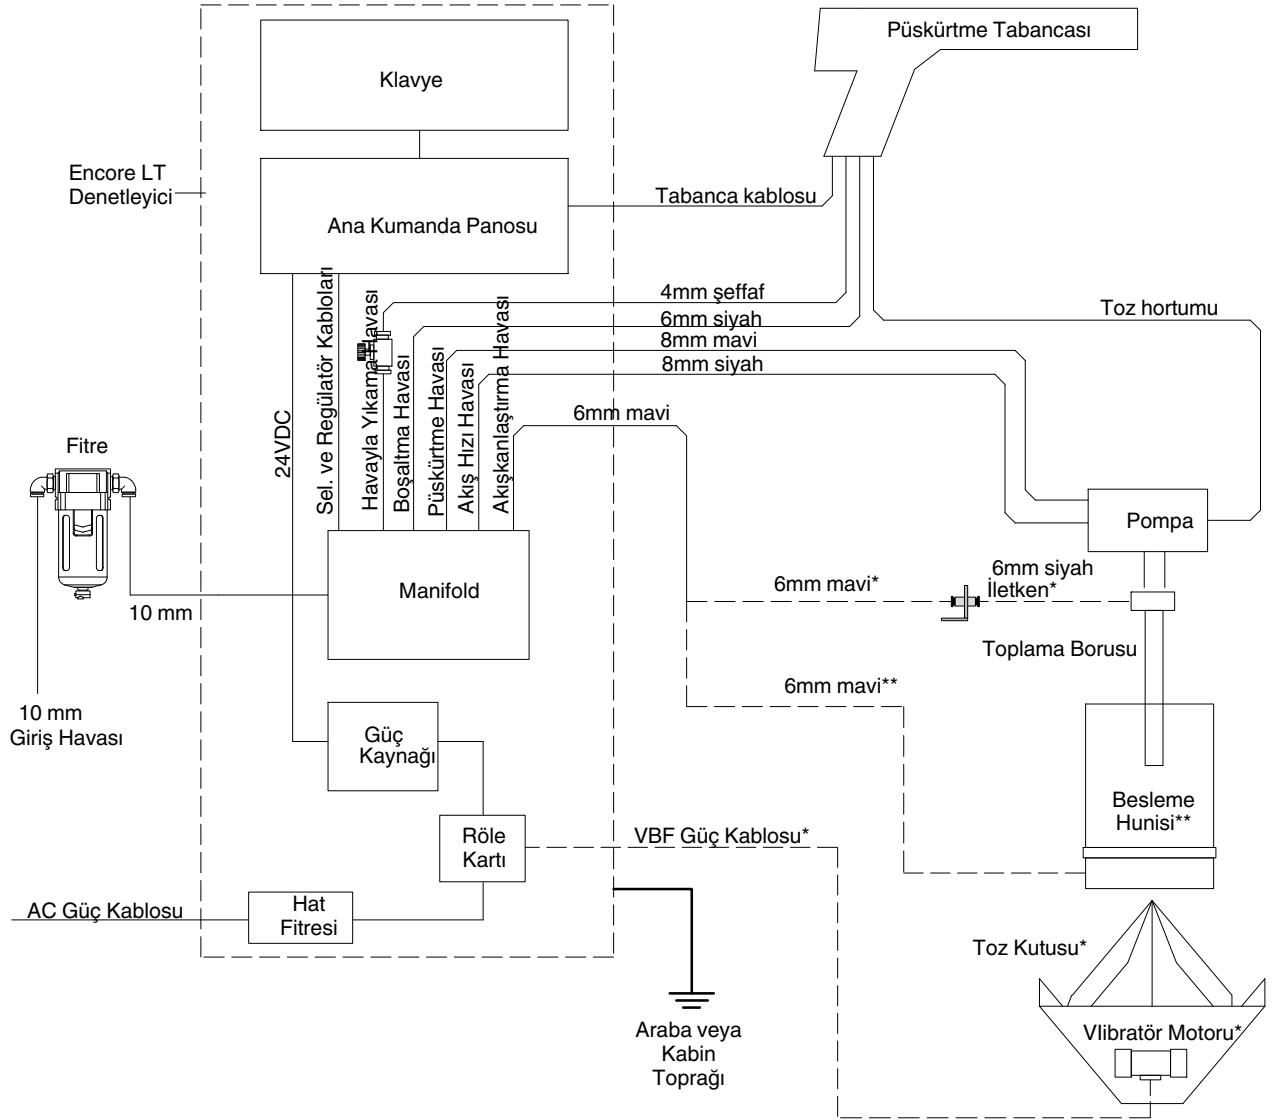 Püskürtme Tabancası
Klavye
Encore LT
Denetleyici
Tabanca kablosu
Ana Kumanda Panosu
4mm şeffaf
6mm siyah
8mm mavi
8mm siyah
Toz hortumu
24VDC
Sel. ve Regülatör Kabloları
Havayla Yıkama Havası
Boşaltma Havası
Püskürtme Havası
Akış Hızı Havası
Akışkanlaştırma Havası
6mm mavi
Fitre
Pompa
6mm siyah
İletken*
6mm mavi*
Manifold
10 mm
Toplama Borusu
6mm mavi**
10 mm
Giriş Havası
Güç
Kaynağı
Besleme
Hunisi**
Röle
Kartı
VBF Güç Kablosu*
Hat
Fitresi
AC Güç Kablosu
Toz Kutusu*
Vlibratör Motoru*
Araba veya
Kabin
Toprağı